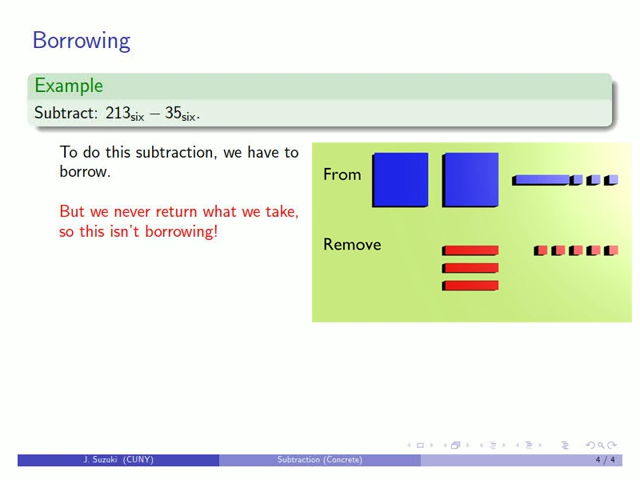 Borrowing
Example
Subtract: 213six − 35six.
To do this subtraction, we have to
borrow.
But we never return what we take,
so this isn't borrowing!
From
Remove
J. Suzuki (CUNY) Subtraction (Concrete) 4 / 4